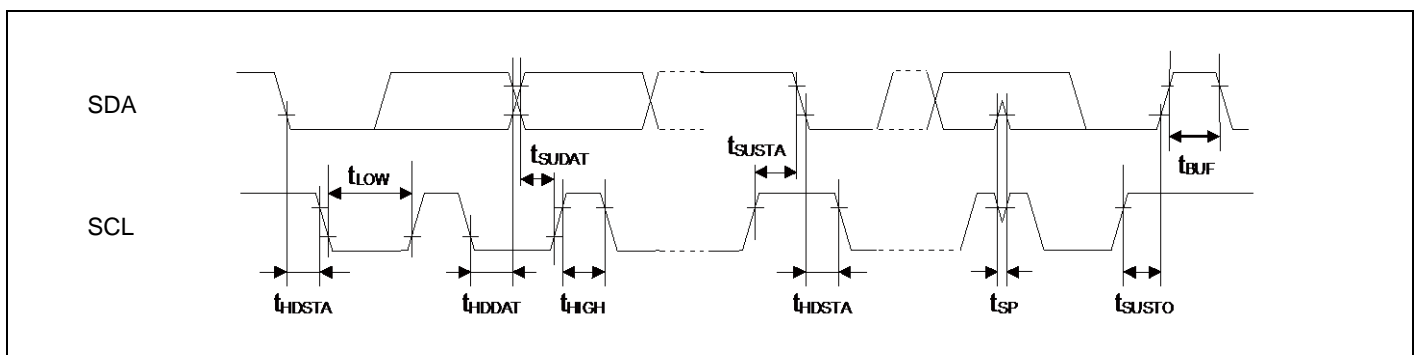 SDA
tSUDAT
tSUSTA
tBUF
tLOW
SCL
tHDSTA
tHDDAT
tHIGH
tHDSTA
tSP
tSUSTO